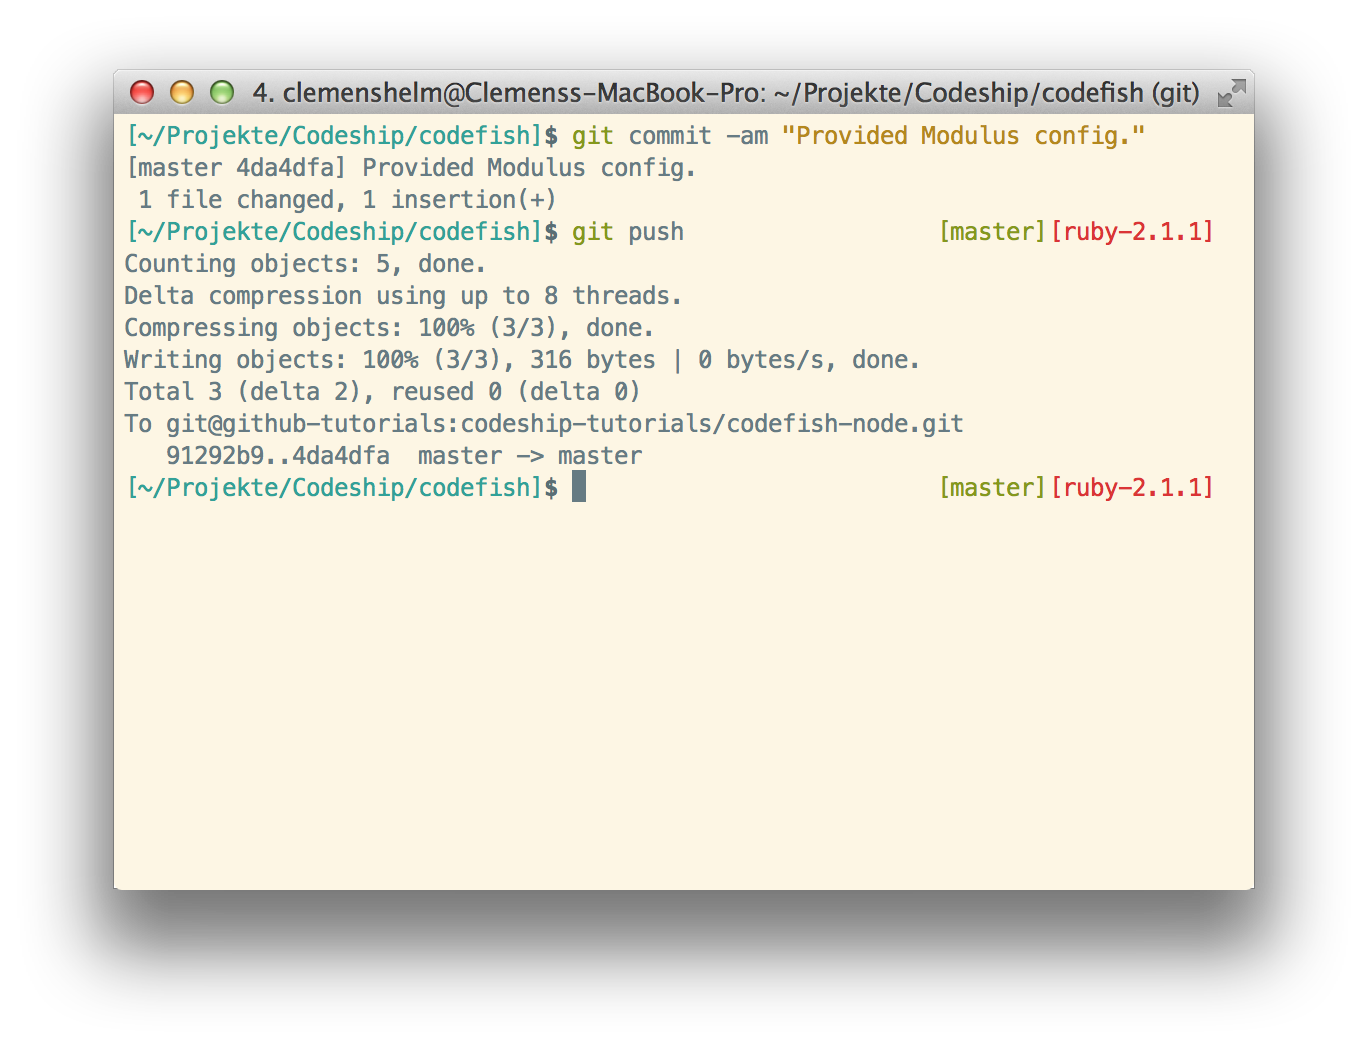 4. clemenshelm@Clemenss-MacBook-Pro: ~/Projekte/Codeship/codefish (git)
[~/Projekte/Codeship/codefish]$ git commit -am "Provided Modulus config."
[master 4da4dfa] Provided Modulus config.
 1 file changed, 1 insertion(+)
[~/Projekte/Codeship/codefish]$ git push [master][ruby-2.1.1]
Counting objects: 5, done.
Delta compression using up to 8 threads.
Compressing objects: 100% (3/3), done.
Writing objects: 100% (3/3), 316 bytes | 0 bytes/s, done.
Total 3 (delta 2), reused 0 (delta 0)
To git@github-tutorials:codeship-tutorials/codefish-node.git
   91292b9..4da4dfa  master -> master
[~/Projekte/Codeship/codefish]$ [master][ruby-2.1.1]